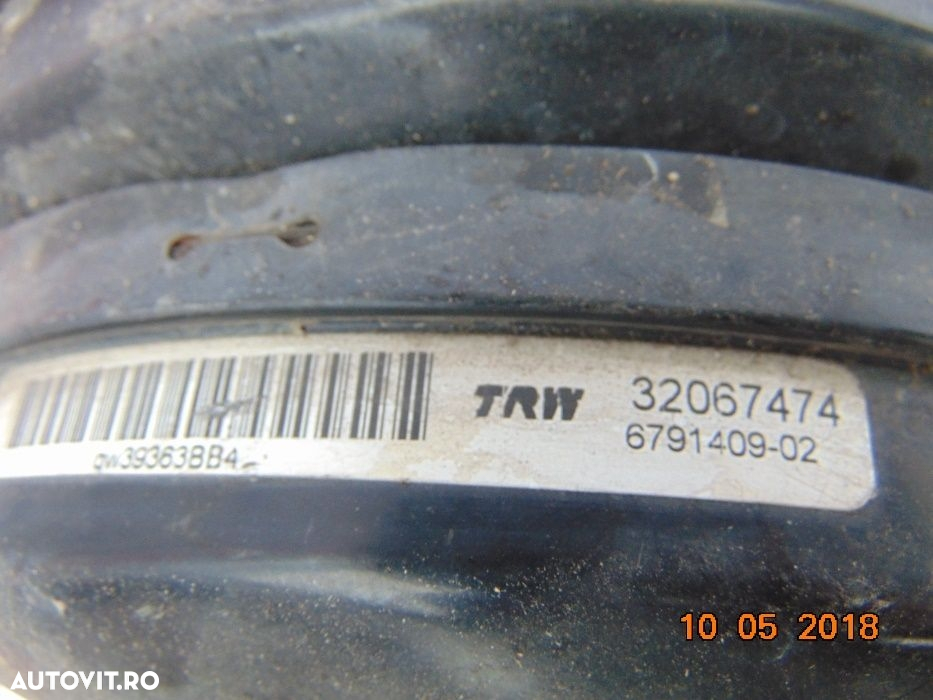 TRW 32067474
6791409-02
qw39363BB4
10 05 2018
AUTOVIT.RO